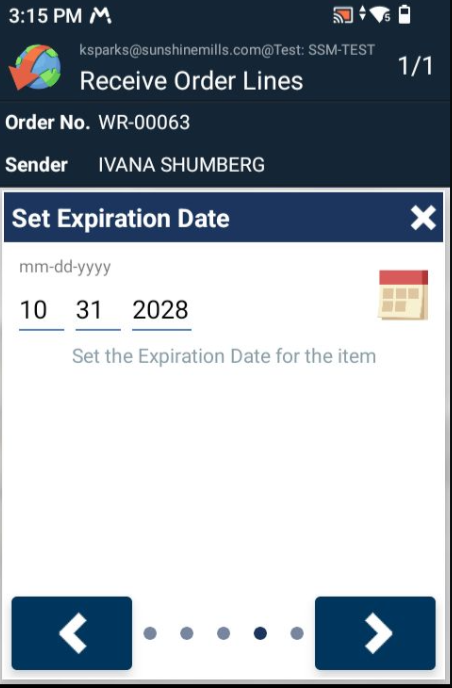 3:15 PM
ksparks@sunshinemills.com@Test: SSM-TEST
Receive Order Lines
1/1
Order No. WR-00063
Sender IVANA SHUMBERG
Set Expiration Date
mm-dd-yyyy
10 31 2028
Set the Expiration Date for the item